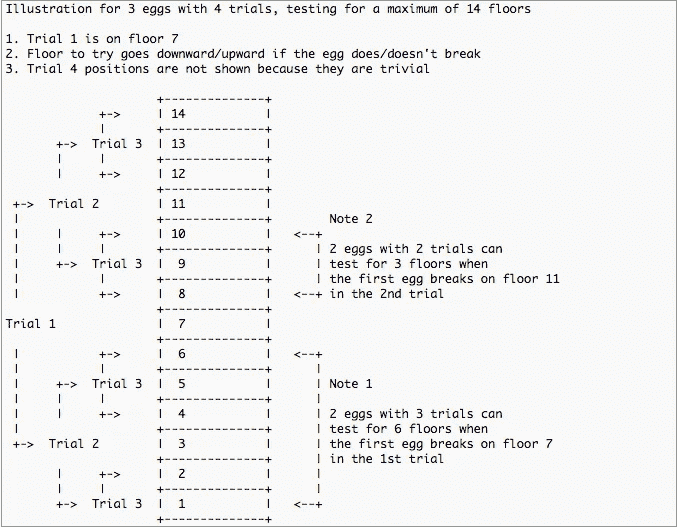 Illustration for 3 eggs with 4 trials, testing for a maximum of 14 floors
1. Trial 1 is on floor 7
2. Floor to try goes downward/upward if the egg does/doesn't break
3. Trial 4 positions are not shown because they are trivial
                     +--------------+
             +->     | 14           |
             |       +--------------+
       +->  Trial 3  | 13           |
       |     |       +--------------+
       |     +->     | 12           |
       |             +--------------+
 +->  Trial 2        | 11           |
 |                   +--------------+        Note 2
 |     |     +->     | 10           |   <--+
 |     |     |       +--------------+      | 2 eggs with 2 trials can
 |     +->  Trial 3  |  9           |      | test for 3 floors when
 |           |       +--------------+      | the first egg breaks on floor 11
 |           +->     |  8           |   <--+ in the 2nd trial
                     +--------------+
Trial 1              |  7           |
                     +--------------+
 |           +->     |  6           |   <--+
 |           |       +--------------+      |
 |     +->  Trial 3  |  5           |      | Note 1
 |     |     |       +--------------+      |
 |     |     +->     |  4           |      | 2 eggs with 3 trials can
 |                   +--------------+      | test for 6 floors when
 +->  Trial 2        |  3           |      | the first egg breaks on floor 7
                     +--------------+      | in the 1st trial
       |     +->     |  2           |      |
       |     |       +--------------+      |
       +->  Trial 3  |  1           |   <--+
                     +--------------+